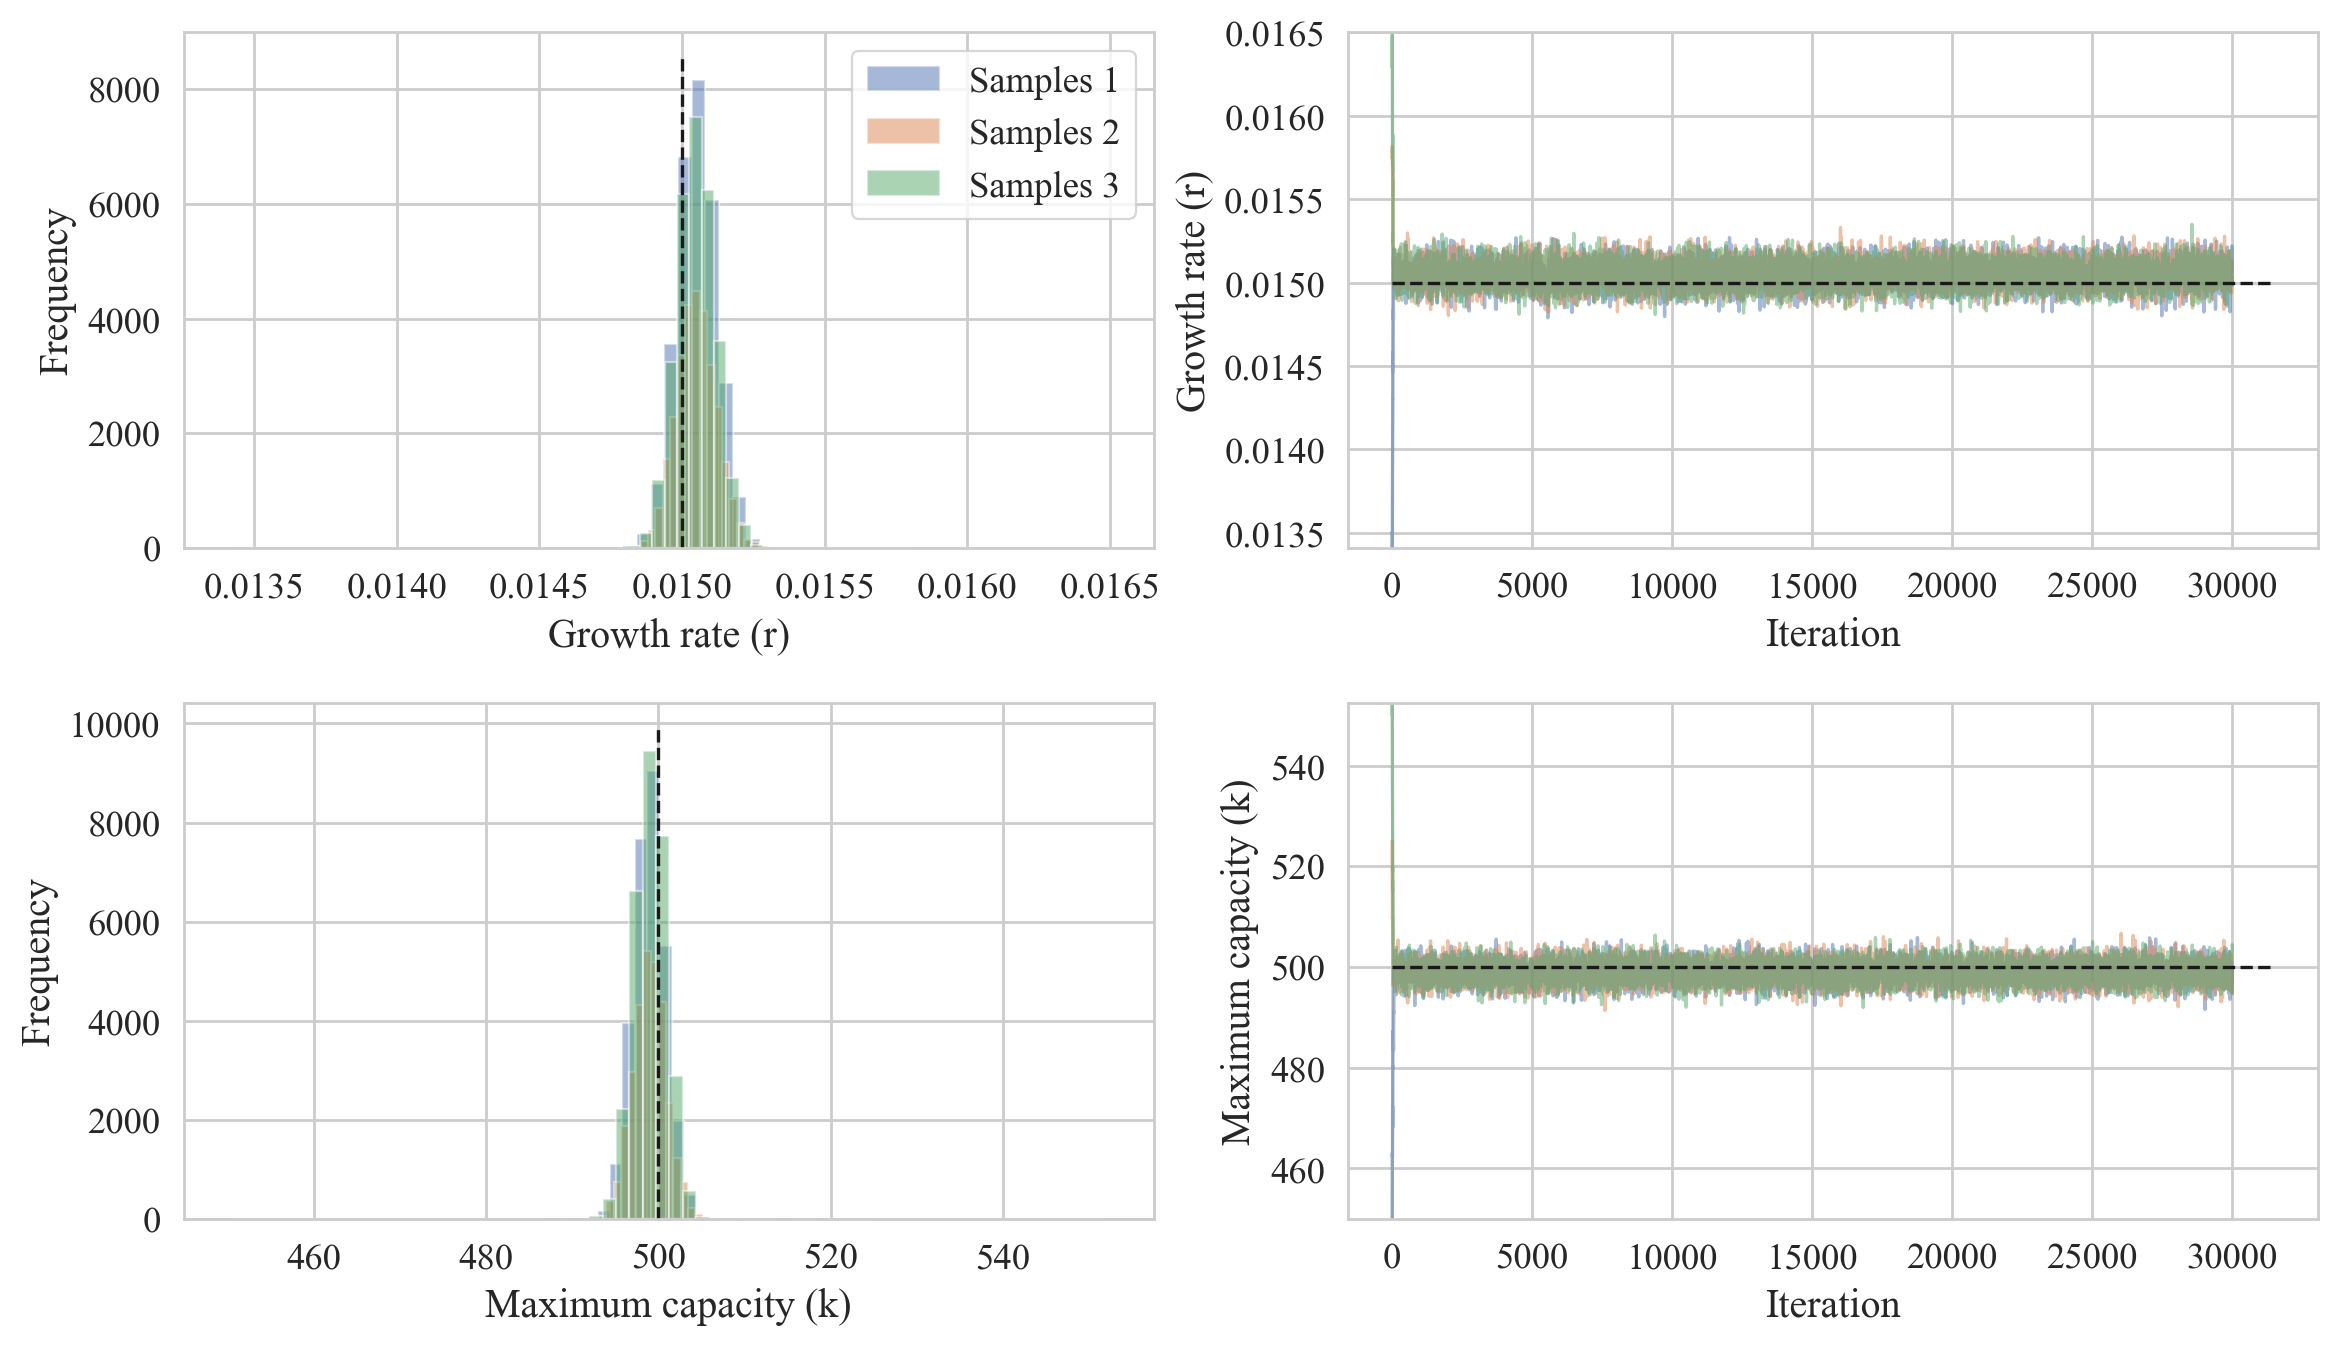 8000
6000
4000
2000
0
Frequency
0.0135 0.0140 0.0145 0.0150 0.0155 0.0160 0.0165
Growth rate (r)
Samples 1
Samples 2
Samples 3
0.0165
0.0160
0.0155
0.0150
0.0145
0.0140
0.0135
Growth rate (r)
0 5000 10000 15000 20000 25000 30000
Iteration
10000
8000
6000
4000
2000
0
Frequency
460 480 500 520 540
Maximum capacity (k)
540
520
500
480
460
Maximum capacity (k)
0 5000 10000 15000 20000 25000 30000
Iteration